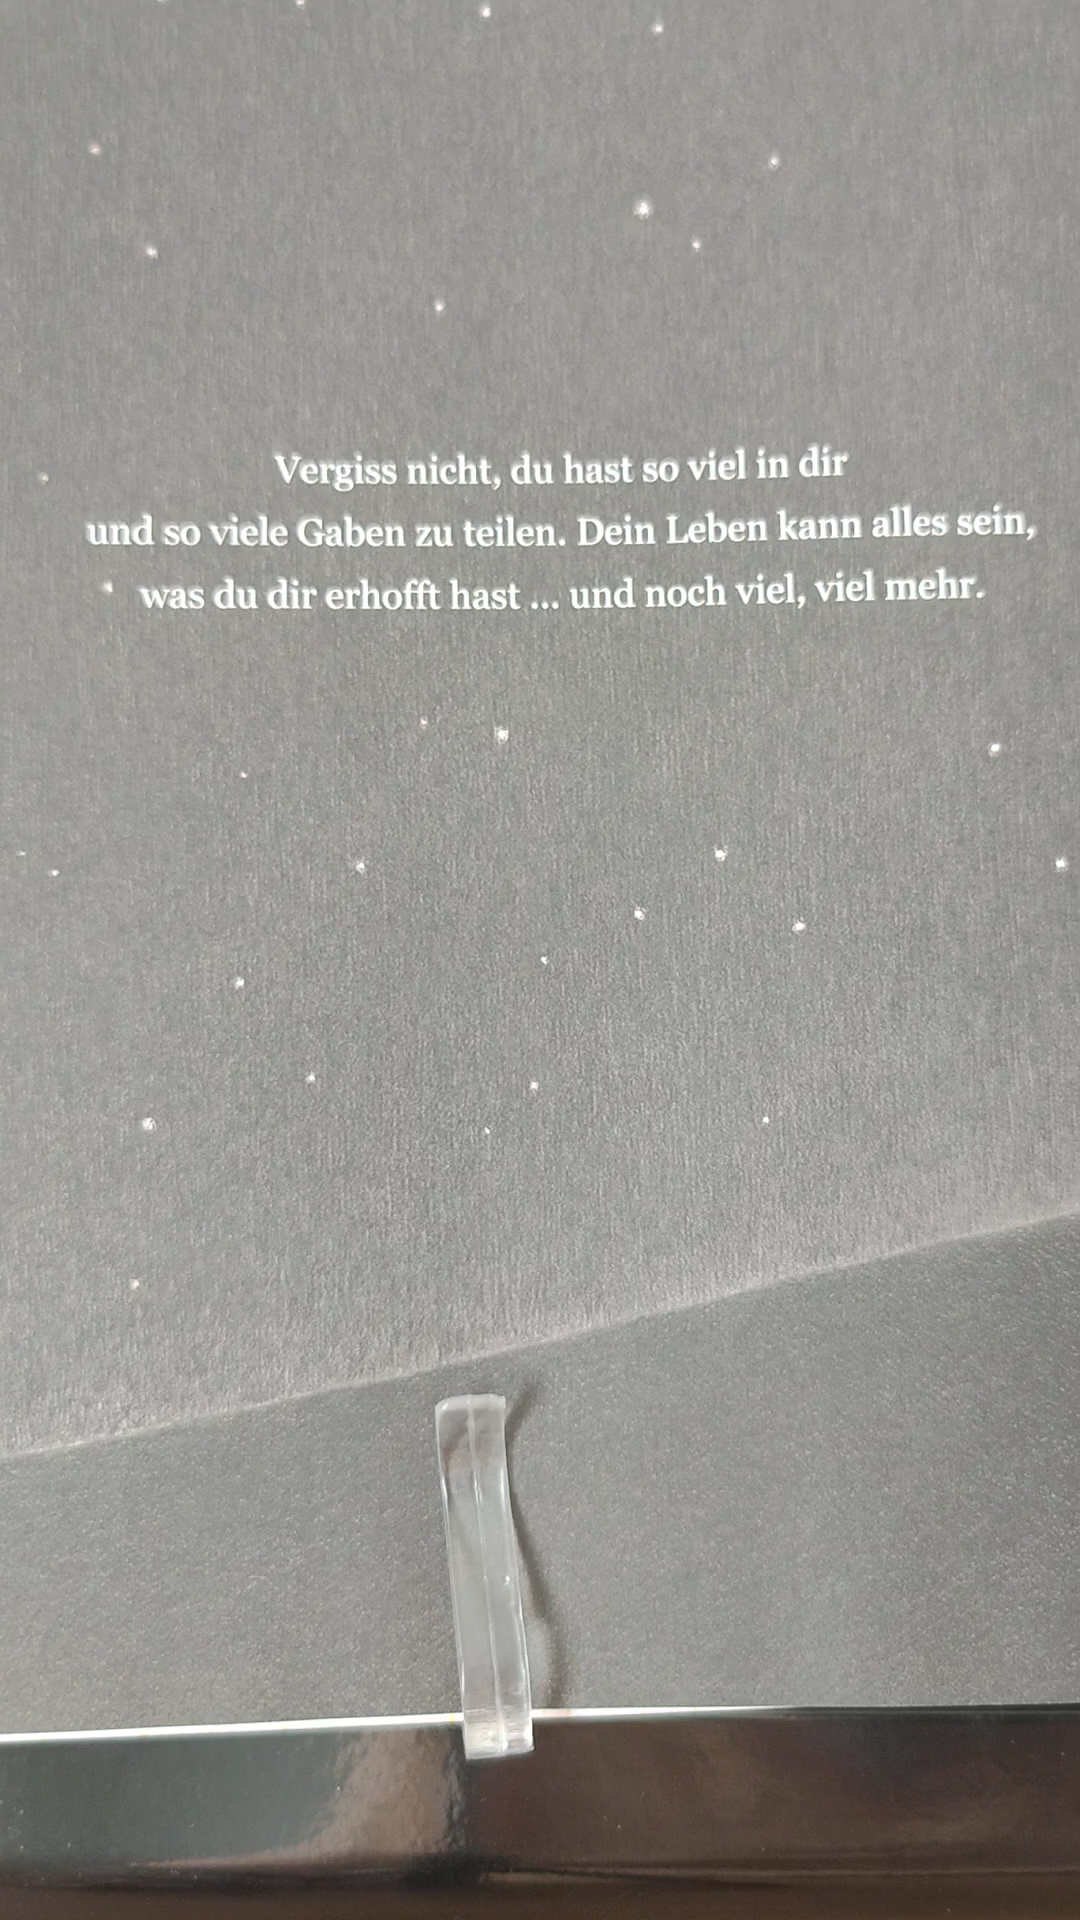 Vergiss nicht, du hast so viel in dir
und so viele Gaben zu teilen. Dein Leben kann alles sein,
was du dir erhofft hast ... und noch viel, viel mehr.